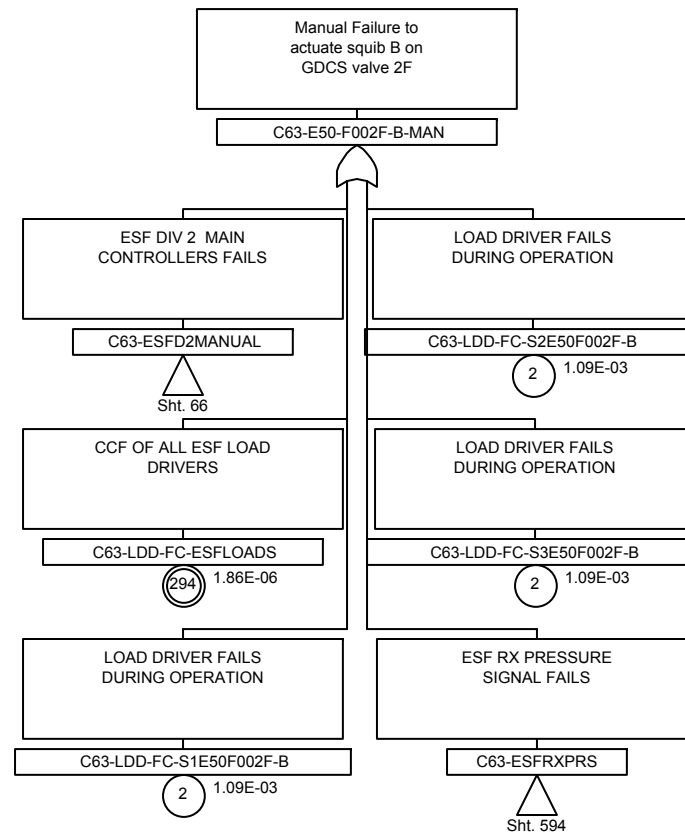 Manual Failure to
actuate squib B on
GDCS valve 2F
C63-E50-F002F-B-MAN
ESF DIV 2 MAIN
CONTROLLERS FAILS
C63-ESFD2MANUAL
Sht. 66
LOAD DRIVER FAILS
DURING OPERATION
C63-LDD-FC-S2E50F002F-B
2
1.09E-03
CCF OF ALL ESF LOAD
DRIVERS
C63-LDD-FC-ESFLOADS
294
1.86E-06
LOAD DRIVER FAILS
DURING OPERATION
C63-LDD-FC-S3E50F002F-B
2
1.09E-03
LOAD DRIVER FAILS
DURING OPERATION
C63-LDD-FC-S1E50F002F-B
2
1.09E-03
ESF RX PRESSURE
SIGNAL FAILS
C63-ESFRXPRS
Sht. 594